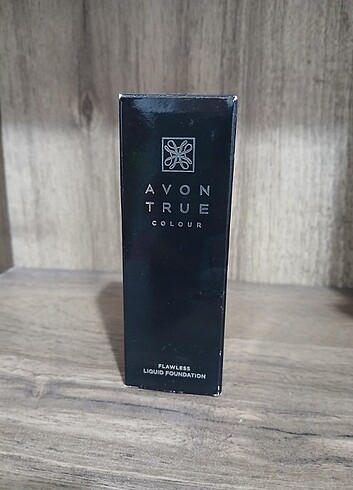 AVON
TRUE
COLOUR
FLAWLESS
LIQUID FOUNDATION